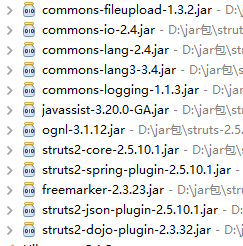 commons-fileupload-1.3.2.jar - D:\jar包\
commons-io-2.4.jar - D:\jar包\strut
commons-lang-2.4.jar - D:\jar包\str
commons-lang3-3.4.jar - D:\jar包\st
commons-logging-1.1.3.jar - D:\jar
javassist-3.20.0-GA.jar - D:\jar包\s
ognl-3.1.12.jar - D:\jar包\struts-2.5.
struts2-core-2.5.10.1.jar - D:\jar包\
struts2-spring-plugin-2.5.10.1.jar -
freemarker-2.3.23.jar - D:\jar包\str
struts2-json-plugin-2.5.10.1.jar - D
struts2-dojo-plugin-2.3.32.jar - D:\